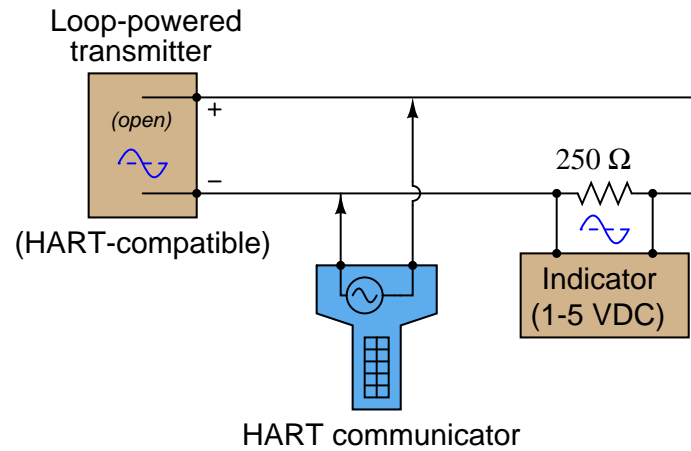 Loop-powered
transmitter
(open)
+
−
(HART-compatible)
250 Ω
Indicator
(1-5 VDC)
HART communicator